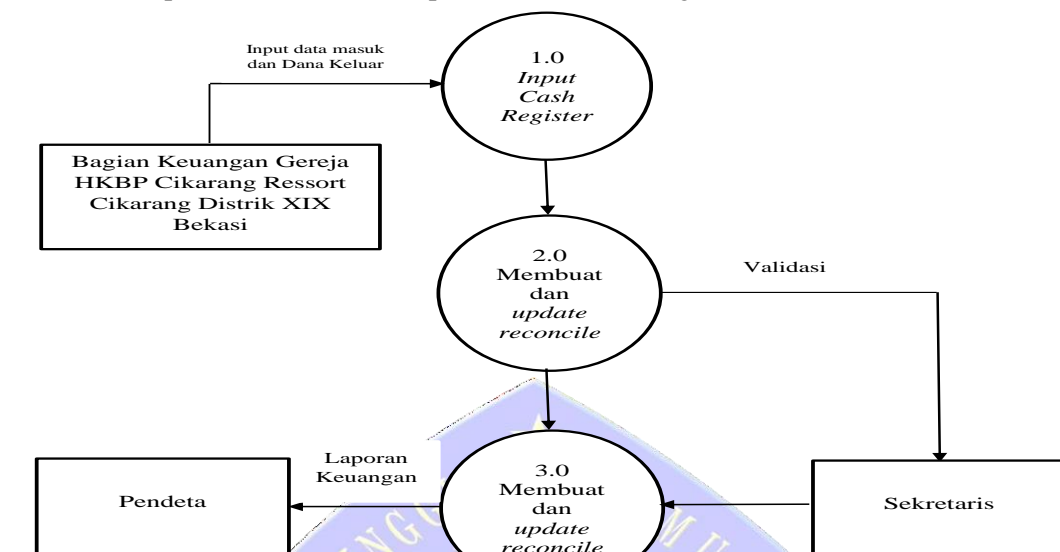 Input data masuk
dan Dana Keluar
1.0
Input
Cash
Register
Bagian Keuangan Gereja
HKBP Cikarang Ressort
Cikarang Distrik XIX
Bekasi
2.0
Membuat
dan
update
reconcile
Validasi
Laporan
Keuangan
3.0
Membuat
dan
update
reconcile
Pendeta
Sekretaris